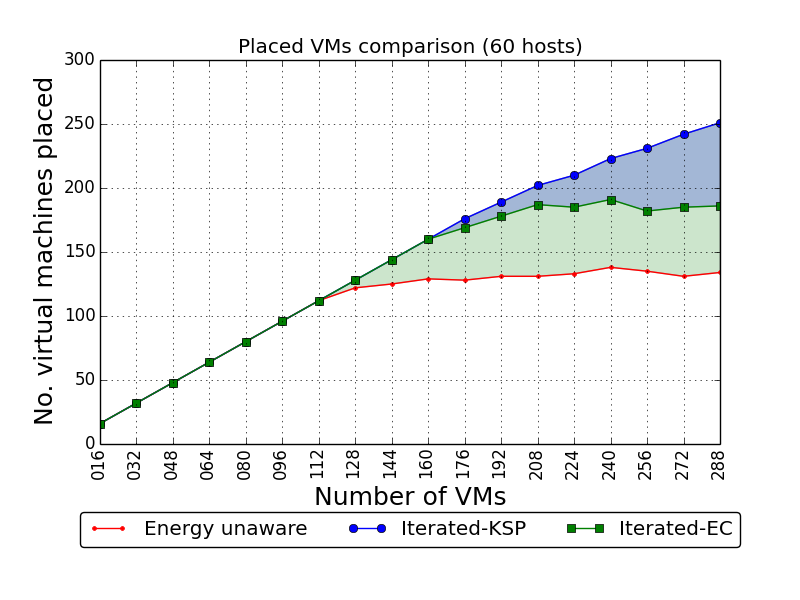 Placed VMs comparison (60 hosts)
No. virtual machines placed
300
250
200
150
100
50
0
016 032 048 064 080 096 112 128 144 160 176 192 208 224 240 256 272 288
Number of VMs
Energy unaware Iterated-KSP Iterated-EC